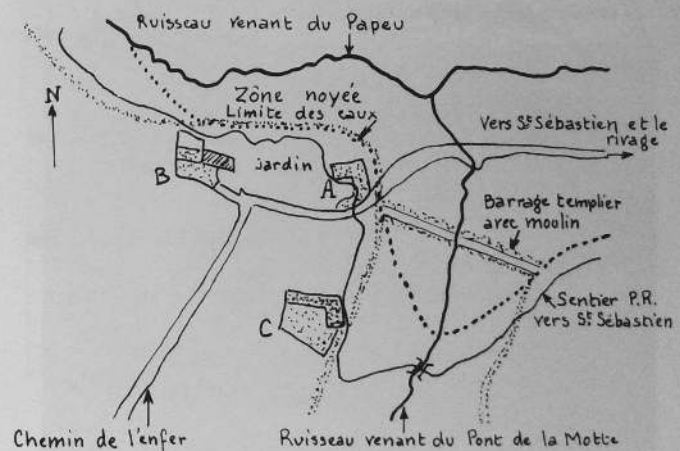 Ruisseau venant du Papeu
N
Zône noyée
Limite des eaux
Vers St Sébastien et le
rivage
Jardin
A
B
Barrage templier
avec moulin
Sentier P.R.
vers St Sébastien
C
Chemin de l'enfer
Ruisseau venant du Pont de la Motte